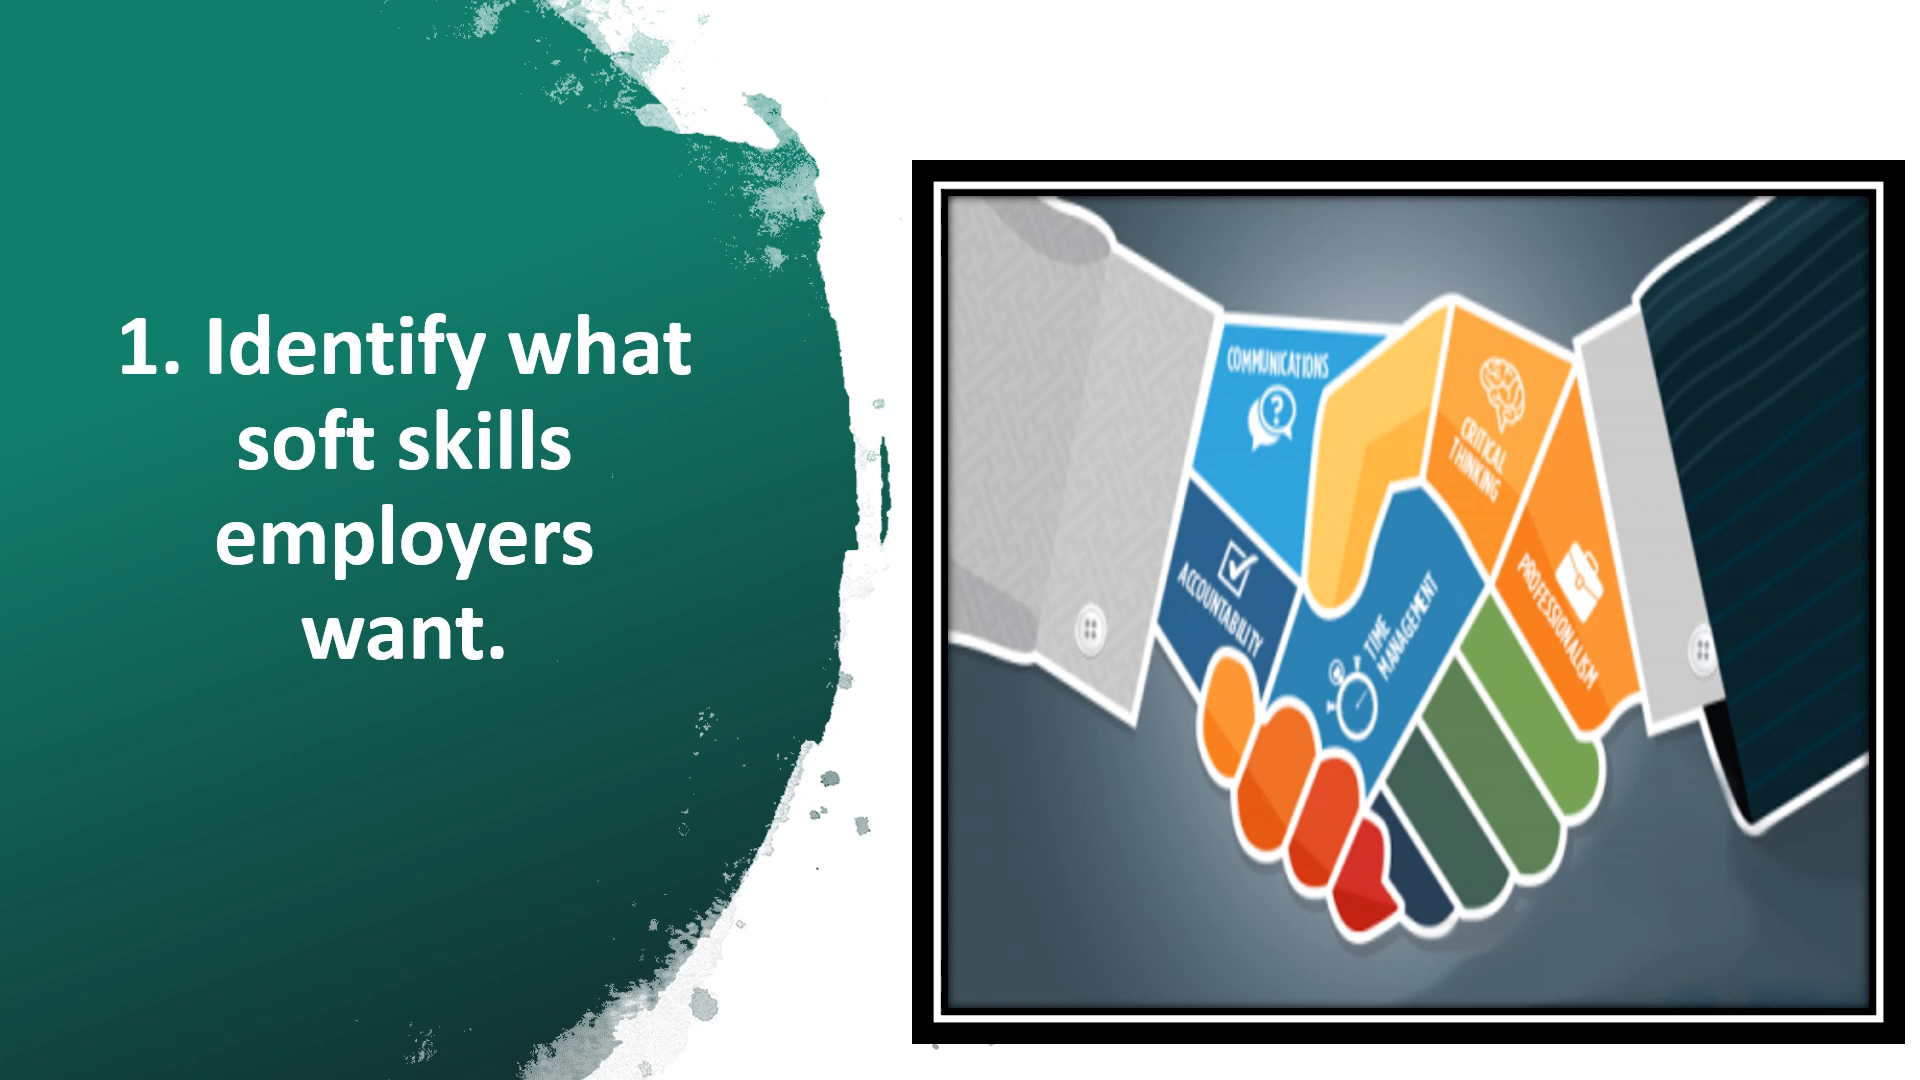 1. Identify what
soft skills
employers
want.
COMMUNICATIONS
?
CRITICAL
THINKING
ACCOUNTABILITY
TIME
MANAGEMENT
PROFESSIONALISM